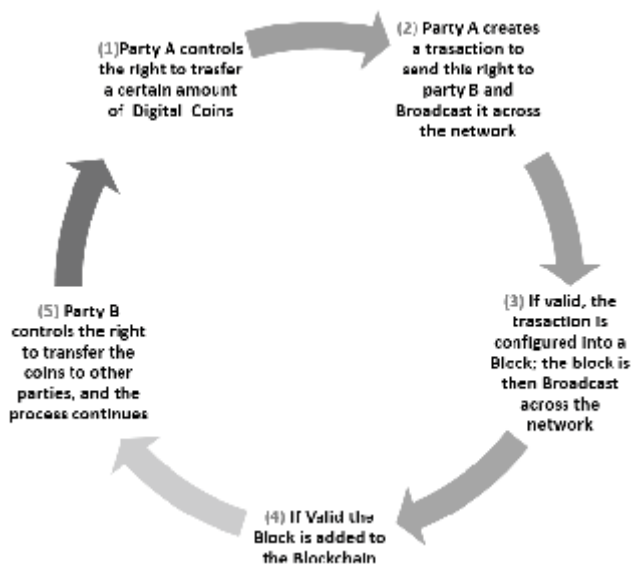 (1)Party A controls
the right to trasfer
a certain amount
of Digital Coins
(2) Party A creates
a trasaction to
send this right to
party B and
Broadcast it across
the network
(3) If valid, the
trasaction is
configured into a
Block; the block is
then Broadcast
across the
network
(4) If Valid the
Block is added to
the Blockchain
(5) Party B
controls the right
to transfer the
coins to other
parties, and the
process continues